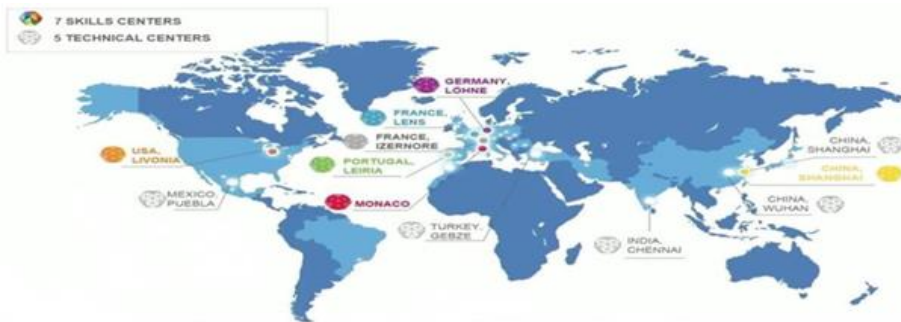 7 SKILLS CENTERS
5 TECHNICAL CENTERS
GERMANY,
LÖHNE
FRANCE,
LENS
FRANCE,
IZERNORE
USA,
LIVONIA
PORTUGAL,
LEIRIA
CHINA,
SHANGHAI
CHINA,
SHANGHAI
MEXICO
PUEBLA
MONACO
CHINA,
WUHAN
TURKEY,
GEBZE
INDIA,
CHENNAI